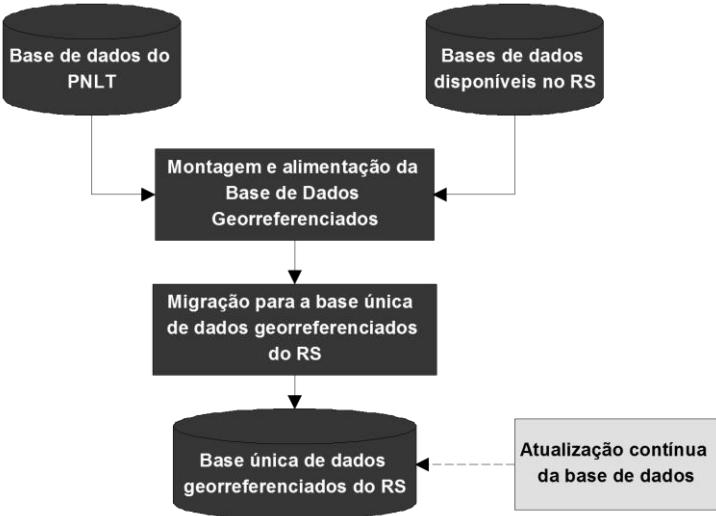 Base de dados do
PNLT
Bases de dados
disponíveis no RS
Montagem e alimentação da
Base de Dados
Georreferenciados
Migração para a base única
de dados georreferenciados
do RS
Base única de dados
georreferenciados do RS
Atualização contínua
da base de dados